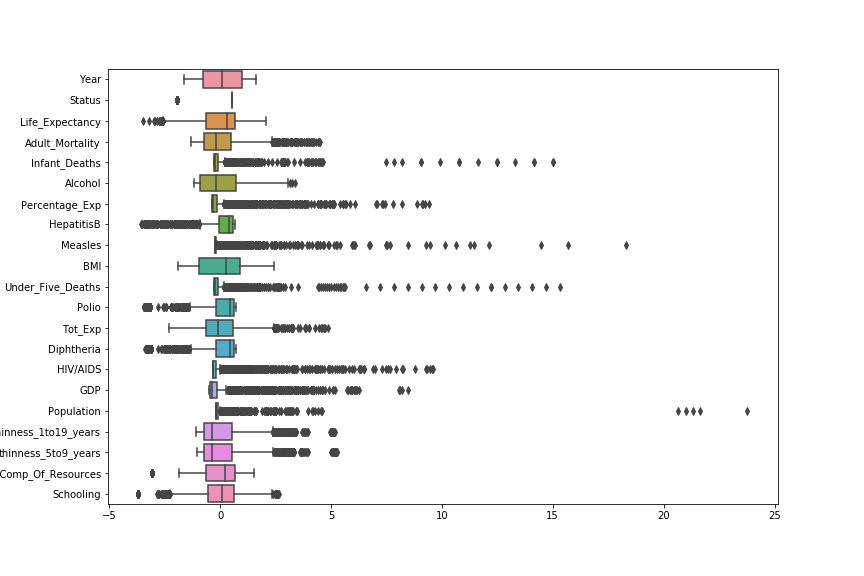 Year
Status
Life_Expectancy
Adult_Mortality
Infant_Deaths
Alcohol
Percentage_Exp
HepatitisB
Measles
BMI
Under_Five_Deaths
Polio
Tot_Exp
Diphtheria
HIV/AIDS
GDP
Population
inness_1to19_years
thinness_5to9_years
Comp_Of_Resources
Schooling
−5 0 5 10 15 20 25